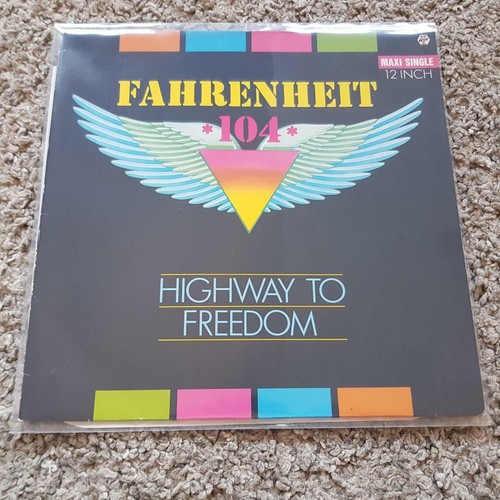 MAXI SINGLE
12 INCH
FAHRENHEIT
*104*
HIGHWAY TO
FREEDOM